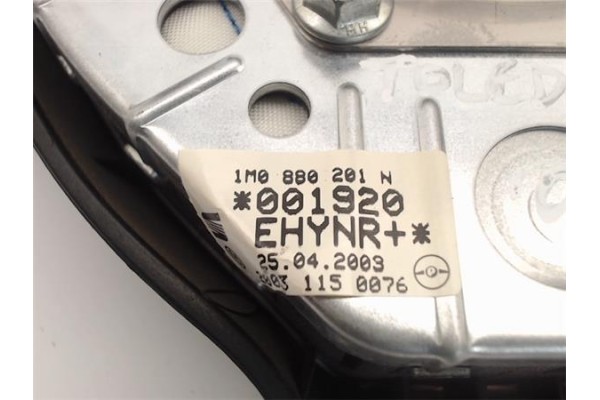 TOLEDO
1M0 880 201 N
*001920
EHYNR+*
25.04.2003
115 0076